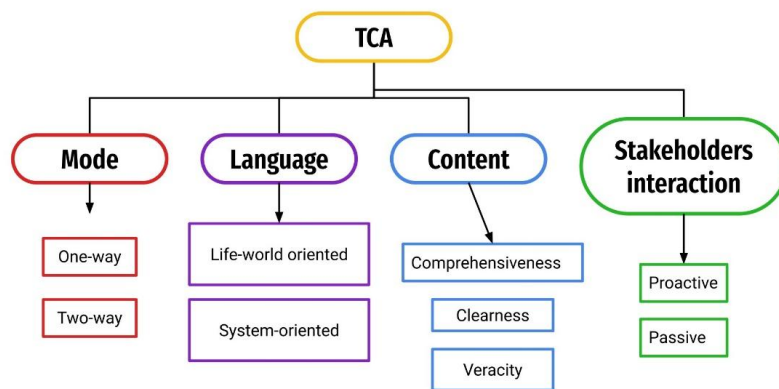 TCA
Mode
Language
Content
Stakeholders
interaction
One-way
Two-way
Life-world oriented
System-oriented
Comprehensiveness
Clearness
Veracity
Proactive
Passive